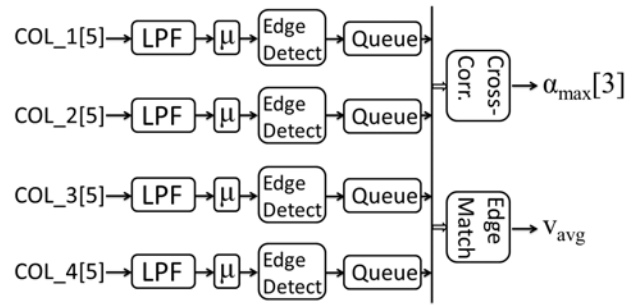 COL_1[5] LPF μ Edge Detect Queue
COL_2[5] LPF μ Edge Detect Queue
COL_3[5] LPF μ Edge Detect Queue
COL_4[5] LPF μ Edge Detect Queue
Cross-
Corr.
α_max[3]
Edge
Match
v_avg